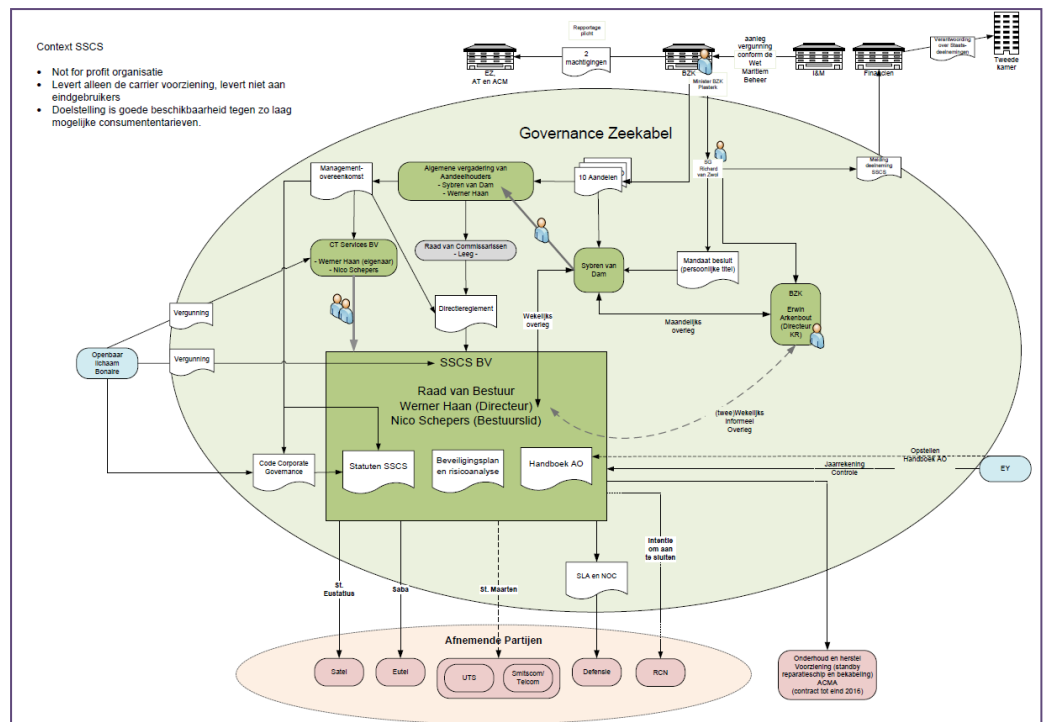 Context SSCS
Not for profit organisatie
Levert alleen de carrier voorziening, levert niet aan
eindgebruikers
Doelstelling is goede beschikbaarheid tegen zo laag
mogelijke consumententarieven.
Rapportage
plicht
2
machtigingen
EZ,
AT en ACM
BZK
Minister BZK
Plasterk
aanleg
vergunning
conform de
Wet
Maritiem
Beheer
I&M
Financien
Verantwoording
over Staats-
deelnemingen
Tweede
kamer
Governance Zeekabel
Management-
overeenkomst
Algemene vergadering van
Aandeelhouders
- Sybren van Dam
- Werner Haan
10 Aandelen
SG
Richard
van Zwol
Melding
deelneming
SSCS
CT Services BV
- Werner Haan (eigenaar)
- Nico Schepers
Raad van Commissarissen
- Leeg -
Sybren van
Dam
Mandaat besluit
(persoonlijke titel)
BZK
Erwin
Arkenbout
(Directeur
KR)
Directiereglement
Wekelijks
overleg
Maandelijks
overleg
Vergunning
Openbaar
lichaam
Bonaire
Vergunning
SSCS BV
Raad van Bestuur
Werner Haan (Directeur)
Nico Schepers (Bestuurslid)
(twee)Wekelijks
Informeel
Overleg
Code Corporate
Governance
Statuten SSCS
Beveiligingsplan
en risicoanalyse
Handboek AO
Opstellen
Handboek AO
Jaarrekening
Controle
EY
Intentie
om aan
te sluiten
SLA en NOC
St.
Eustatius
Saba
St. Maarten
Afnemende Partijen
Satel
Eutel
UTS
Smitscom/
Telcom
Defensie
RCN
Onderhoud en herstel
Voorziening (standby
reparatieschip en bekabeling)
ACMA
(contract tot eind 2016)